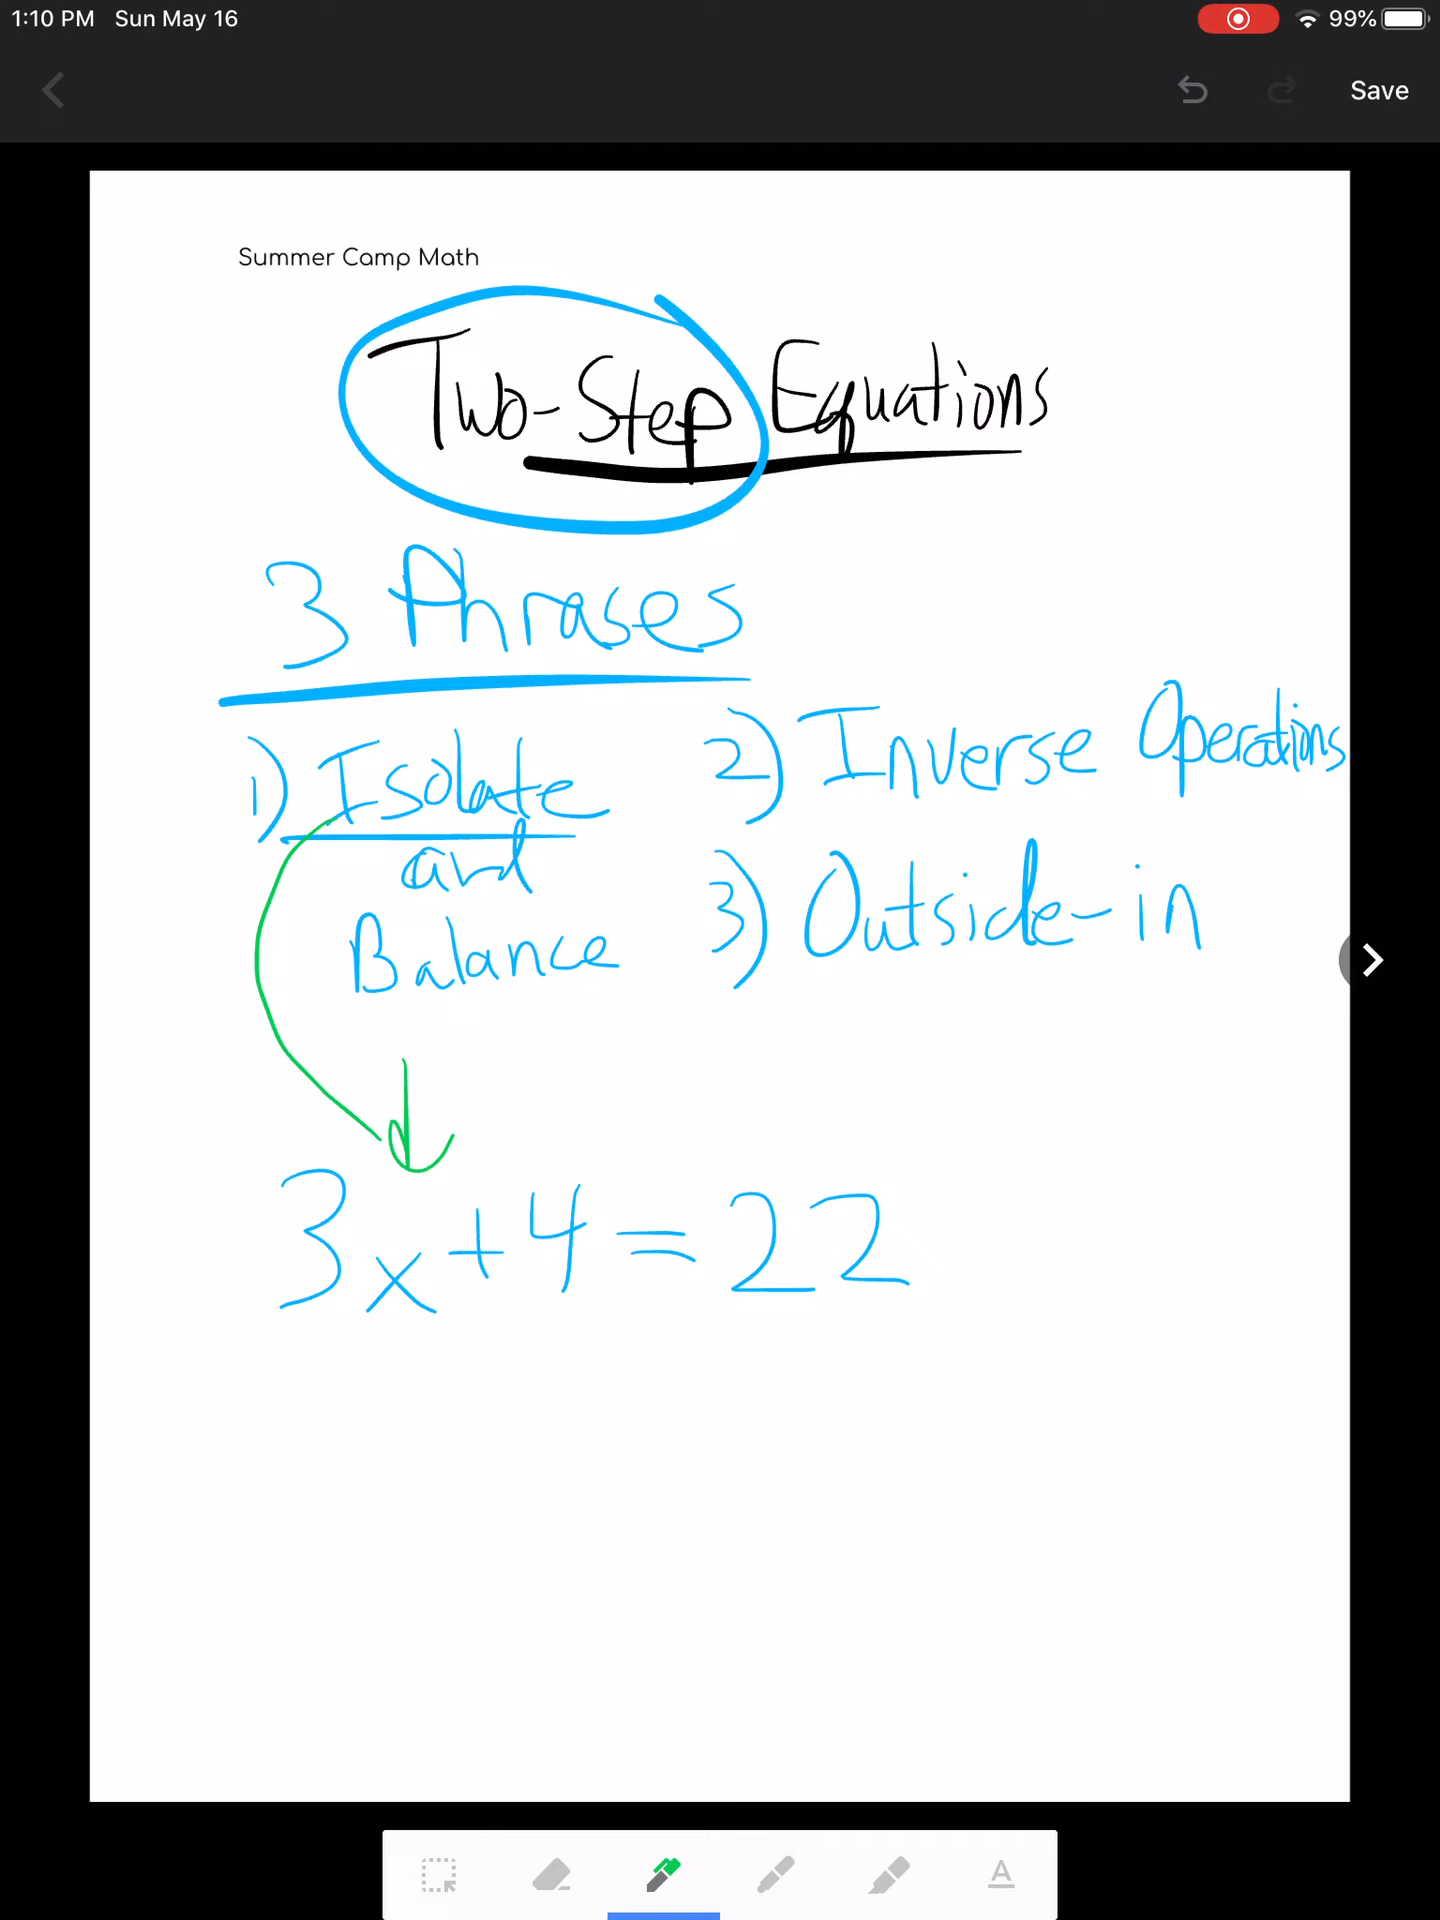 1:10 PM Sun May 16 99%
Save
Summer Camp Math
Two-Step Equations
3 Phrases
1) Isolate
and
Balance
2) Inverse Operations
3) Outside-in
3x+4=22
A